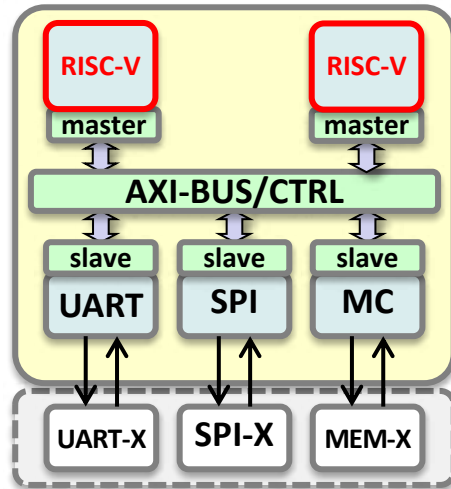 RISC-V
RISC-V
master
master
AXI-BUS/CTRL
slave
slave
slave
UART
SPI
MC
UART-X
SPI-X
MEM-X